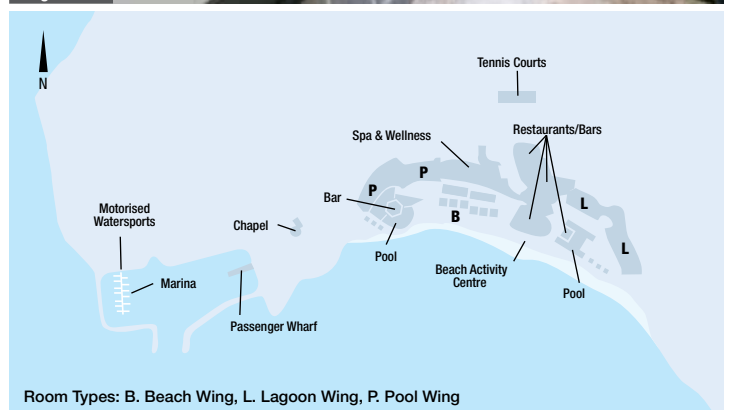 N
Tennis Courts
Restaurants/Bars
Spa & Wellness
P
P
Bar
L
B
L
Motorised
Watersports
Chapel
Pool
Beach Activity
Centre
Pool
Marina
Passenger Wharf
Room Types: B. Beach Wing, L. Lagoon Wing, P. Pool Wing